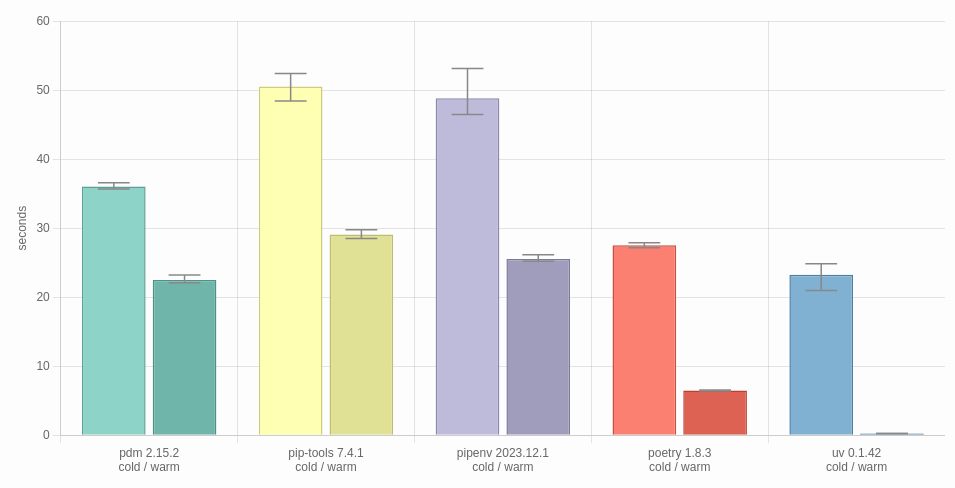 60
50
40
30
20
10
0
seconds
pdm 2.15.2
cold / warm
pip-tools 7.4.1
cold / warm
pipenv 2023.12.1
cold / warm
poetry 1.8.3
cold / warm
uv 0.1.42
cold / warm